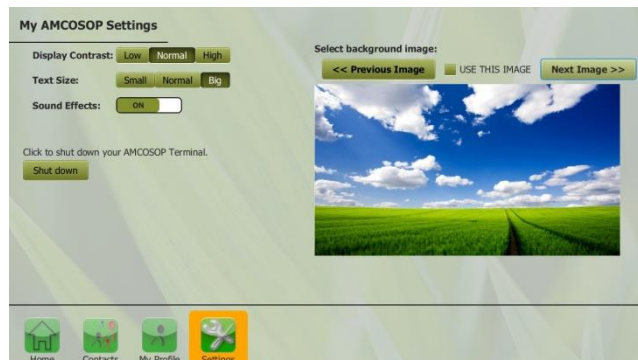 My AMCOSOP Settings
Display Contrast: Low Normal High
Text Size: Small Normal Big
Sound Effects: ON
Click to shut down your AMCOSOP Terminal.
Shut down
Select background image:
<< Previous Image USE THIS IMAGE Next Image >>
Home Contacts My Profile Settings